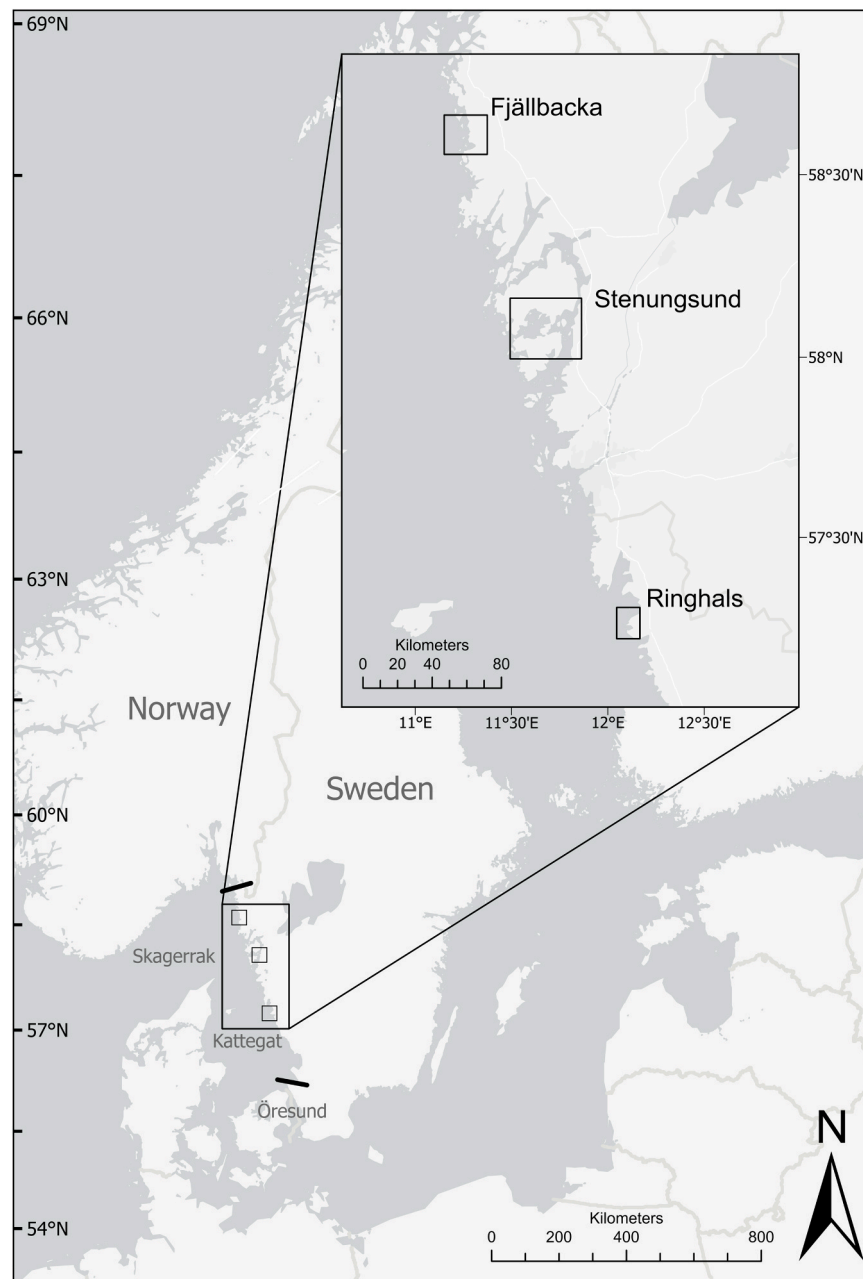 69°N
Fjällbacka
58°30'N
Stenungsund
66°N
58°N
57°30'N
63°N
Ringhals
Kilometers
0 20 40 80
11°E 11°30'E 12°E 12°30'E
Norway
Sweden
60°N
Skagerrak
57°N
Kattegat
Öresund
N
54°N
Kilometers
0 200 400 800